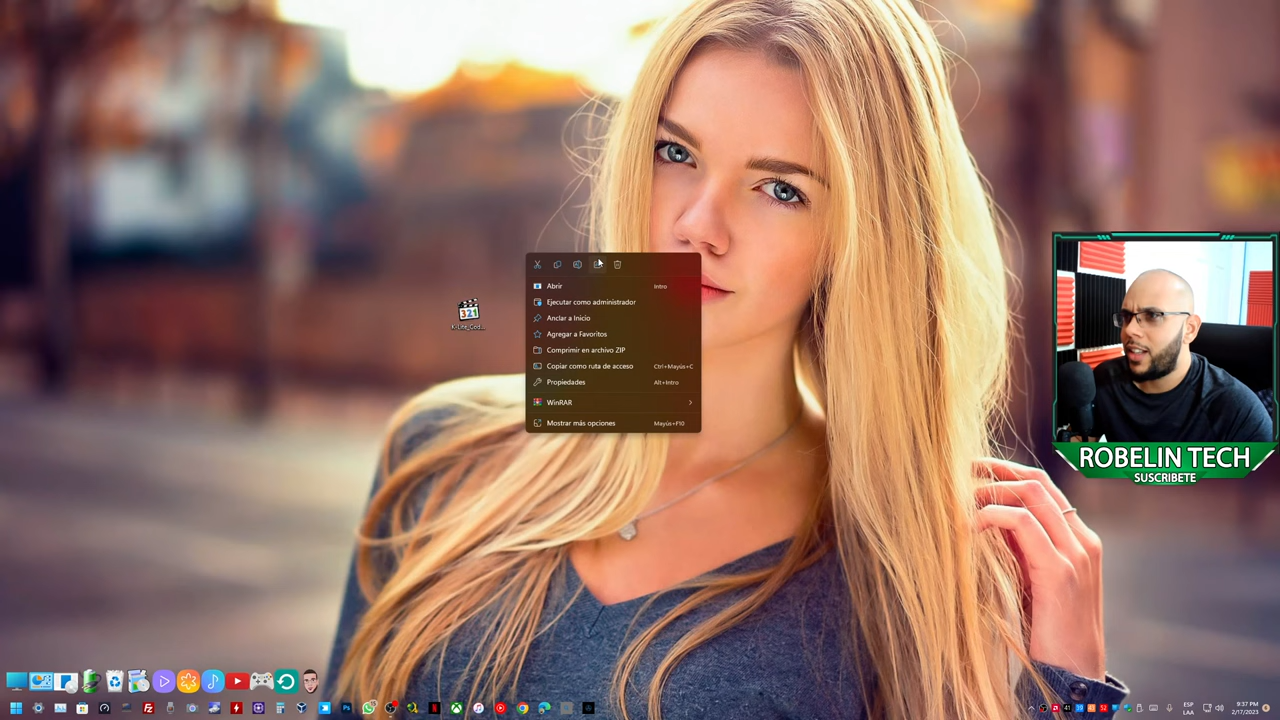 Abrir Intro
Ejecutar como administrador
K-Lite_Cod...
Anclar a Inicio
Agregar a Favoritos
Comprimir en archivo ZIP
Copiar como ruta de acceso Ctrl+Mayús+C
Propiedades Alt+Intro
WinRAR
Mostrar más opciones Mayús+F10
ROBELIN TECH
SUSCRIBETE
ESP
LAA
9:37 PM
2/17/2023